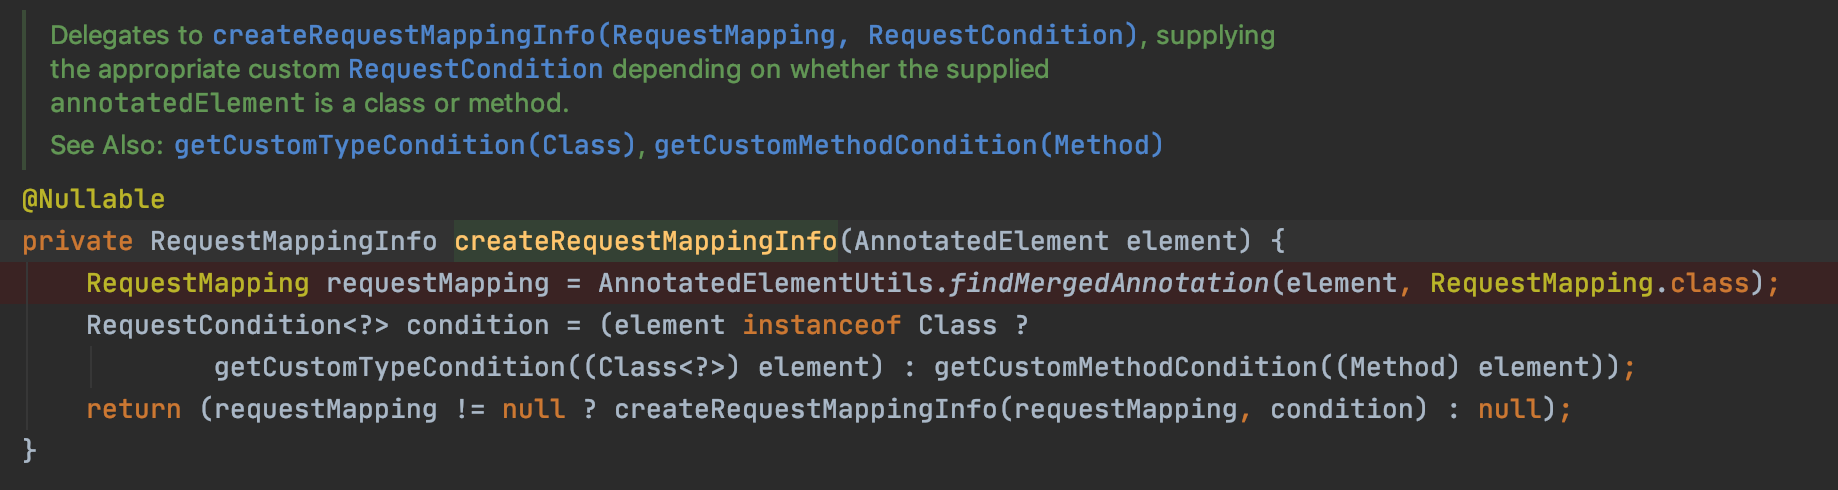 Delegates to createRequestMappingInfo(RequestMapping, RequestCondition), supplying
the appropriate custom RequestCondition depending on whether the supplied
annotatedElement is a class or method.
See Also: getCustomTypeCondition(Class), getCustomMethodCondition(Method)
@Nullable
private RequestMappingInfo createRequestMappingInfo(AnnotatedElement element) {
    RequestMapping requestMapping = AnnotatedElementUtils.findMergedAnnotation(element, RequestMapping.class);
    RequestCondition<?> condition = (element instanceof Class ?
            getCustomTypeCondition((Class<?>) element) : getCustomMethodCondition((Method) element));
    return (requestMapping != null ? createRequestMappingInfo(requestMapping, condition) : null);
}